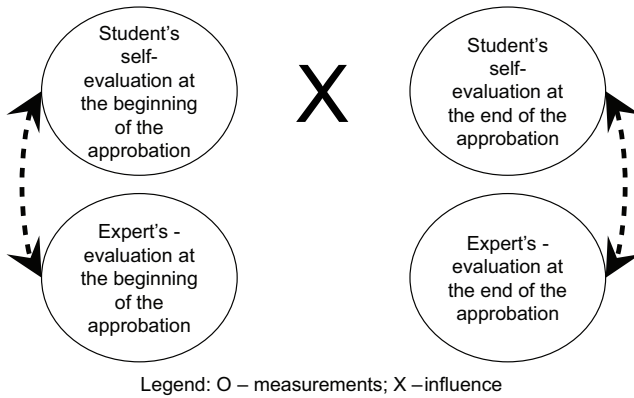 Student's
self-
evaluation at
the beginning
of the
approbation
X
Student's
self-
evaluation at
the end of the
approbation
Expert's -
evaluation at
the beginning
of the
approbation
Expert's -
evaluation at
the end of the
approbation
Legend: O – measurements; X –influence